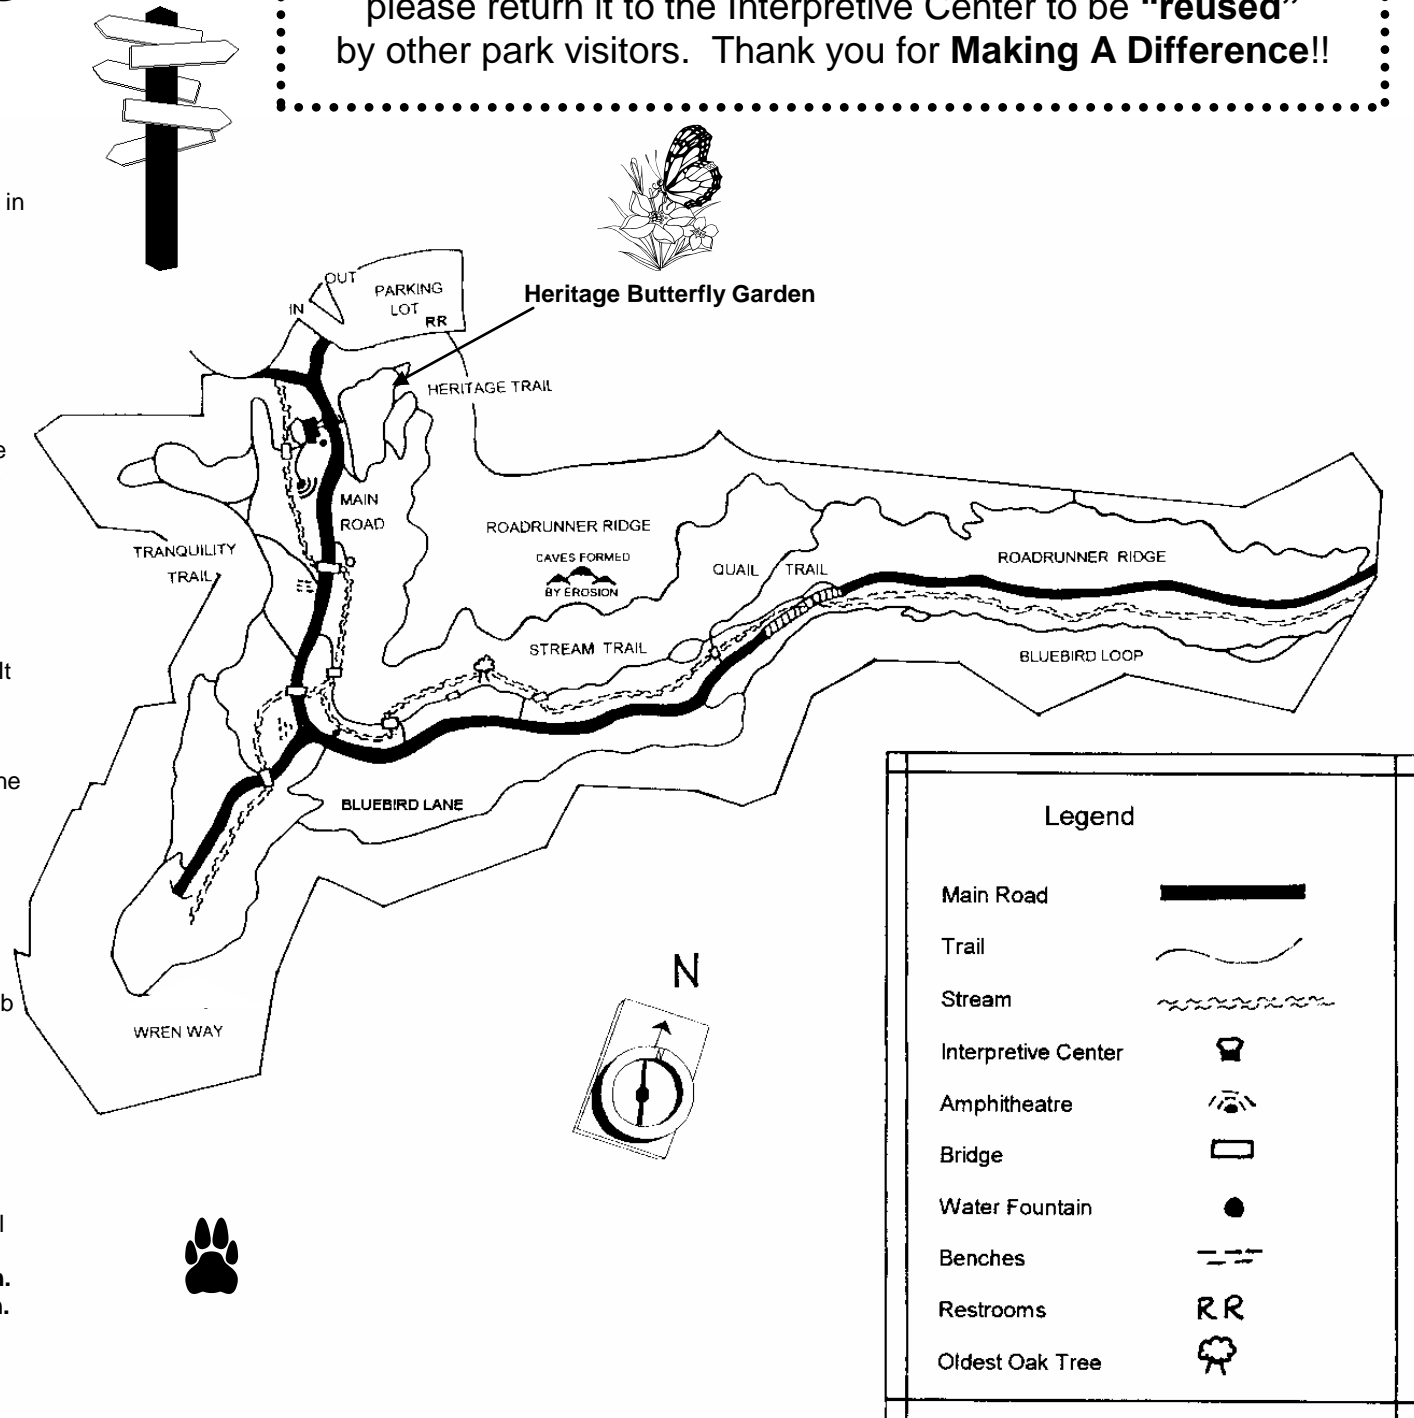 please return it to the Interpretive Center to be “reused”
by other park visitors.  Thank you for Making A Difference!!
in
e
It
ne
b
l
n.
n.
Heritage Butterfly Garden
OUT
IN
PARKING
LOT
RR
HERITAGE TRAIL
MAIN
ROAD
TRANQUILITY
TRAIL
ROADRUNNER RIDGE
CAVES FORMED
BY EROSION
QUAIL TRAIL
ROADRUNNER RIDGE
STREAM TRAIL
BLUEBIRD LOOP
BLUEBIRD LANE
WREN WAY
N
N
Legend
Main Road
Trail
Stream
Interpretive Center
Amphitheatre
Bridge
Water Fountain
Benches
Restrooms RR
Oldest Oak Tree